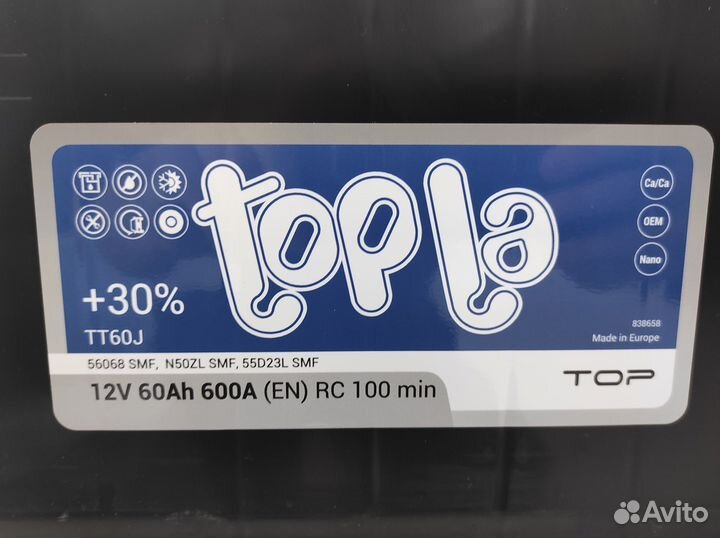 topla
Ca/Ca
OEM
Nano
+30%
TT60J
838658
Made in Europe
56068 SMF, N50ZL SMF, 55D23L SMF
12V 60Ah 600A (EN) RC 100 min
TOP
Avito